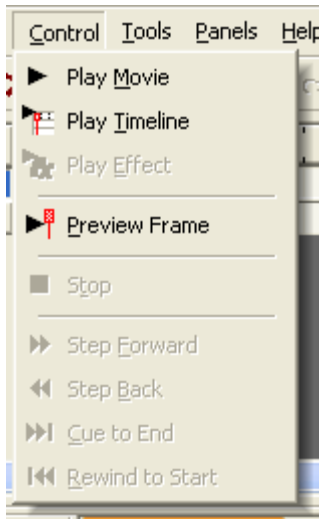 Control Tools Panels Help
Play Movie
Play Timeline
Play Effect
Preview Frame
Stop
Step Forward
Step Back
Cue to End
Rewind to Start